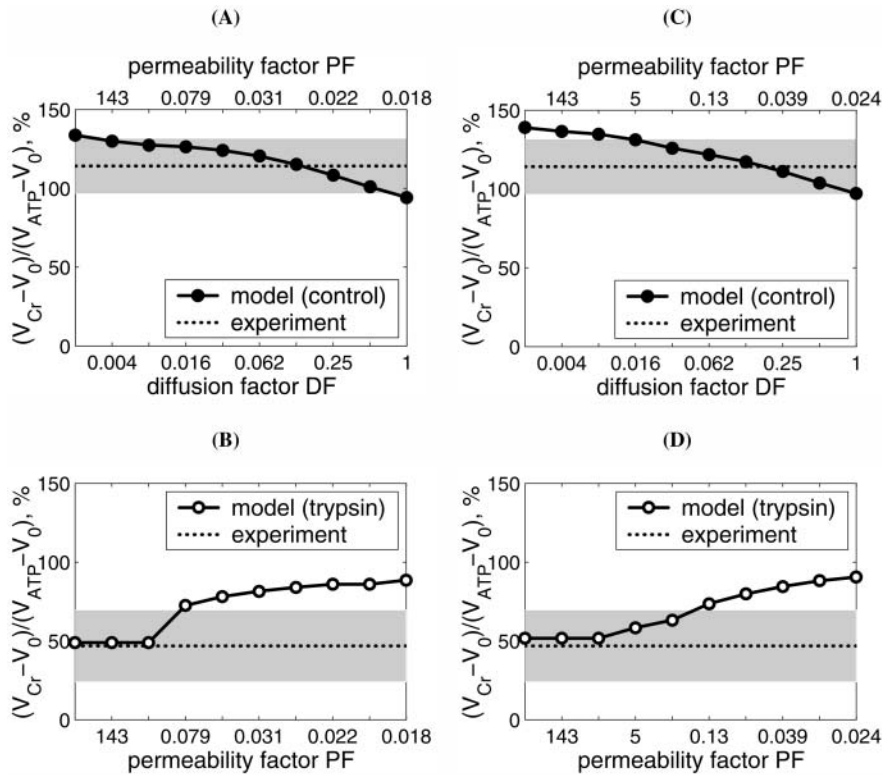 (A)
permeability factor PF
143 0.079 0.031 0.022 0.018
150
100
50
0
(V_Cr−V_0)/(V_ATP−V_0), %
model (control)
experiment
0.004 0.016 0.062 0.25 1
diffusion factor DF
(C)
permeability factor PF
143 5 0.13 0.039 0.024
150
100
50
0
(V_Cr−V_0)/(V_ATP−V_0), %
model (control)
experiment
0.004 0.016 0.062 0.25 1
diffusion factor DF
(B)
150
100
50
0
(V_Cr−V_0)/(V_ATP−V_0), %
model (trypsin)
experiment
143 0.079 0.031 0.022 0.018
permeability factor PF
(D)
150
100
50
0
(V_Cr−V_0)/(V_ATP−V_0), %
model (trypsin)
experiment
143 5 0.13 0.039 0.024
permeability factor PF